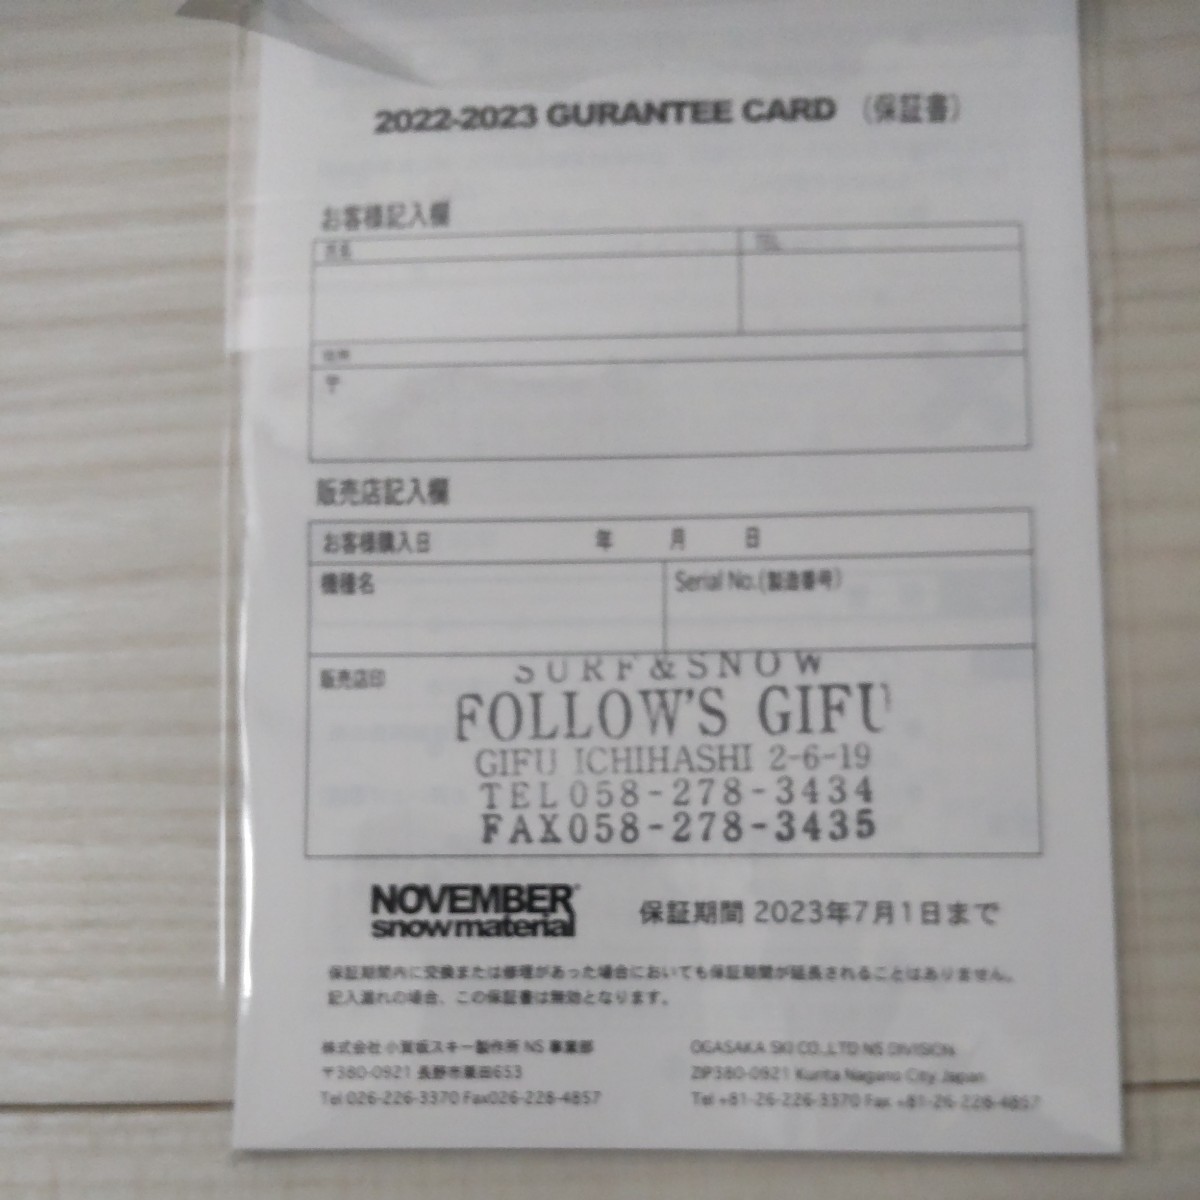 2022-2023 GURANTEE CARD （保証書）
お客様記入欄
氏名 TEL
住所
〒
販売店記入欄
お客様購入日 年 月 日
機種名 Serial No.(製造番号)
販売店印
SURF&SNOW
FOLLOW'S GIFU
GIFU ICHIHASHI 2-6-19
TEL058-278-3434
FAX058-278-3435
NOVEMBER
snowmaterial
保証期間 2023年7月1日まで
保証期間内に交換または修理があった場合においても保証期間が延長されることはありません。
記入漏れの場合、この保証書は無効となります。
株式会社 小賀坂スキー製作所 NS 事業部
〒380-0921 長野市栗田653
Tel 026-226-3370 Fax026-228-4857
OGASAKA SKI CO.,LTD NS DIVISION
ZIP380-0921 Kurita Nagano City Japan
Tel +81-26-226-3370 Fax +81-26-228-4857